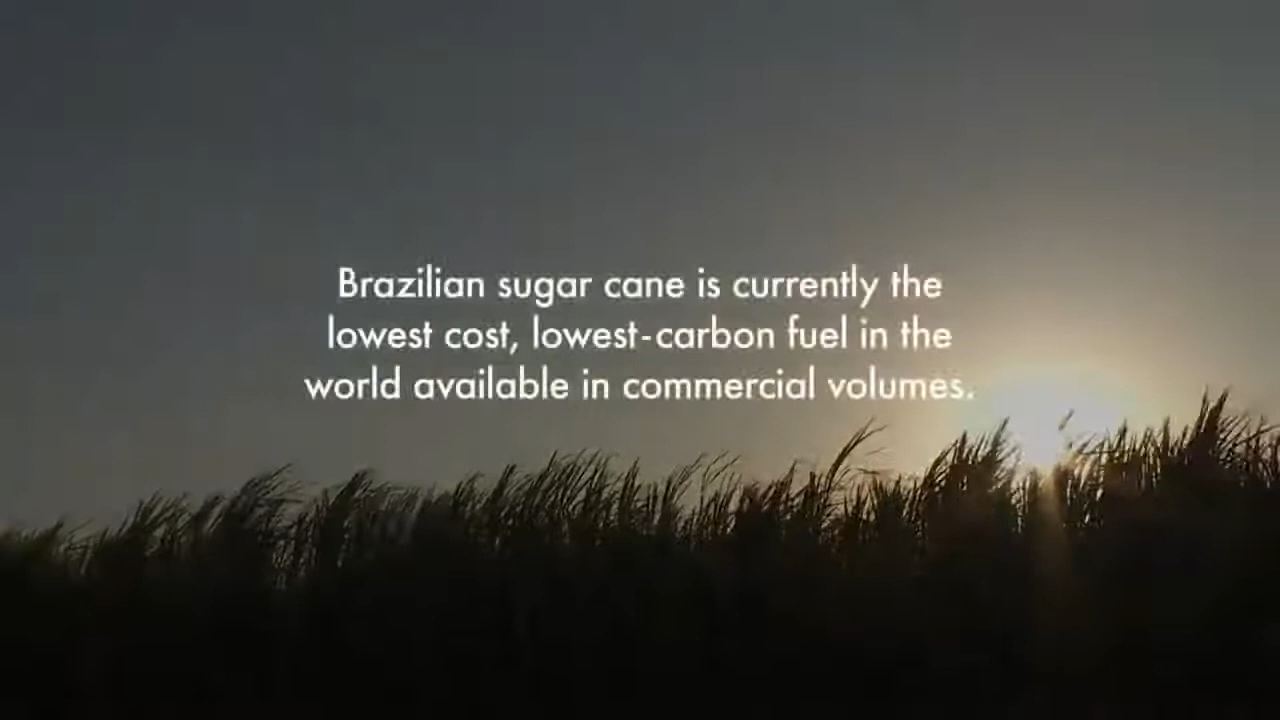 Brazilian sugar cane is currently the
lowest cost, lowest-carbon fuel in the
world available in commercial volumes.